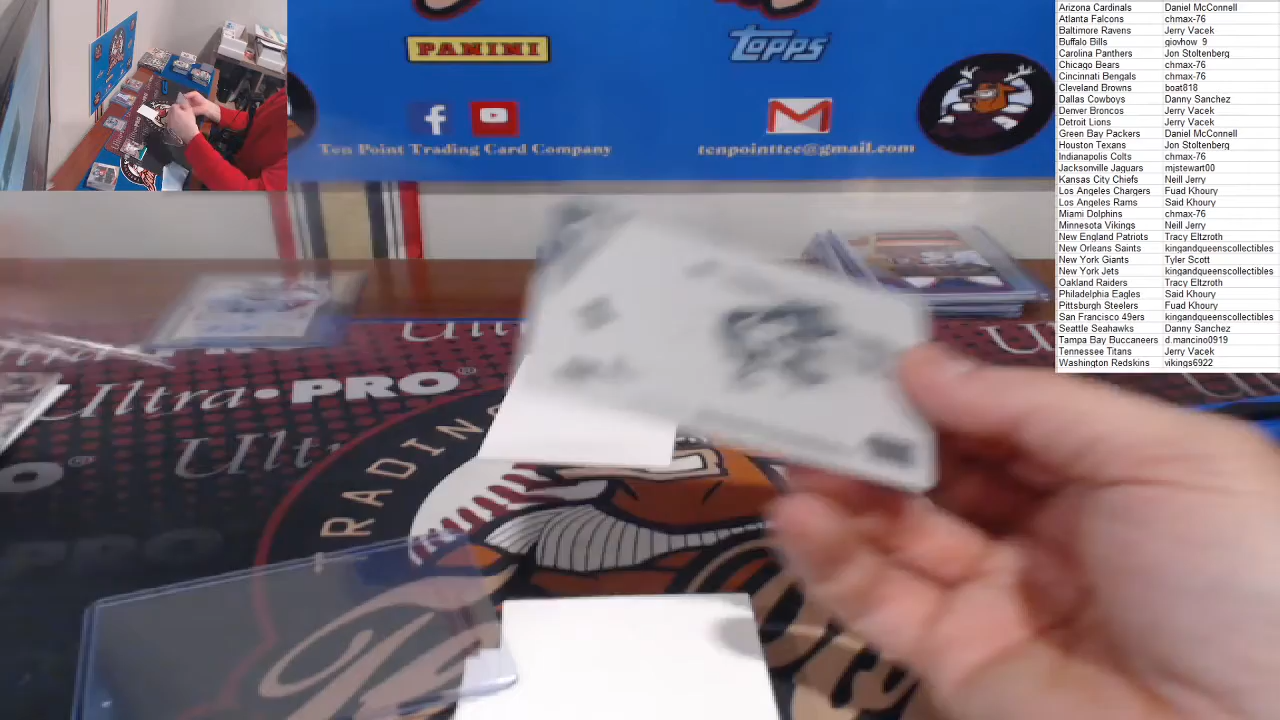 PANINI
TOPPS
Ten Point Trading Card Company
tenpointtcc@gmail.com
Arizona Cardinals Daniel McConnell
Atlanta Falcons chmax-76
Baltimore Ravens Jerry Vacek
Buffalo Bills giovhow_9
Carolina Panthers Jon Stoltenberg
Chicago Bears chmax-76
Cincinnati Bengals chmax-76
Cleveland Browns boat818
Dallas Cowboys Danny Sanchez
Denver Broncos Jerry Vacek
Detroit Lions Jerry Vacek
Green Bay Packers Daniel McConnell
Houston Texans Jon Stoltenberg
Indianapolis Colts chmax-76
Jacksonville Jaguars mjstewart00
Kansas City Chiefs Neill Jerry
Los Angeles Chargers Fuad Khoury
Los Angeles Rams Said Khoury
Miami Dolphins chmax-76
Minnesota Vikings Neill Jerry
New England Patriots Tracy Eltzroth
New Orleans Saints kingandqueenscollectibles
New York Giants Tyler Scott
New York Jets kingandqueenscollectibles
Oakland Raiders Tracy Eltzroth
Philadelphia Eagles Said Khoury
Pittsburgh Steelers Fuad Khoury
San Francisco 49ers kingandqueenscollectibles
Seattle Seahawks Danny Sanchez
Tampa Bay Buccaneers d.mancino0919
Tennessee Titans Jerry Vacek
Washington Redskins vikings6922
Ultra PRO
TRADIN